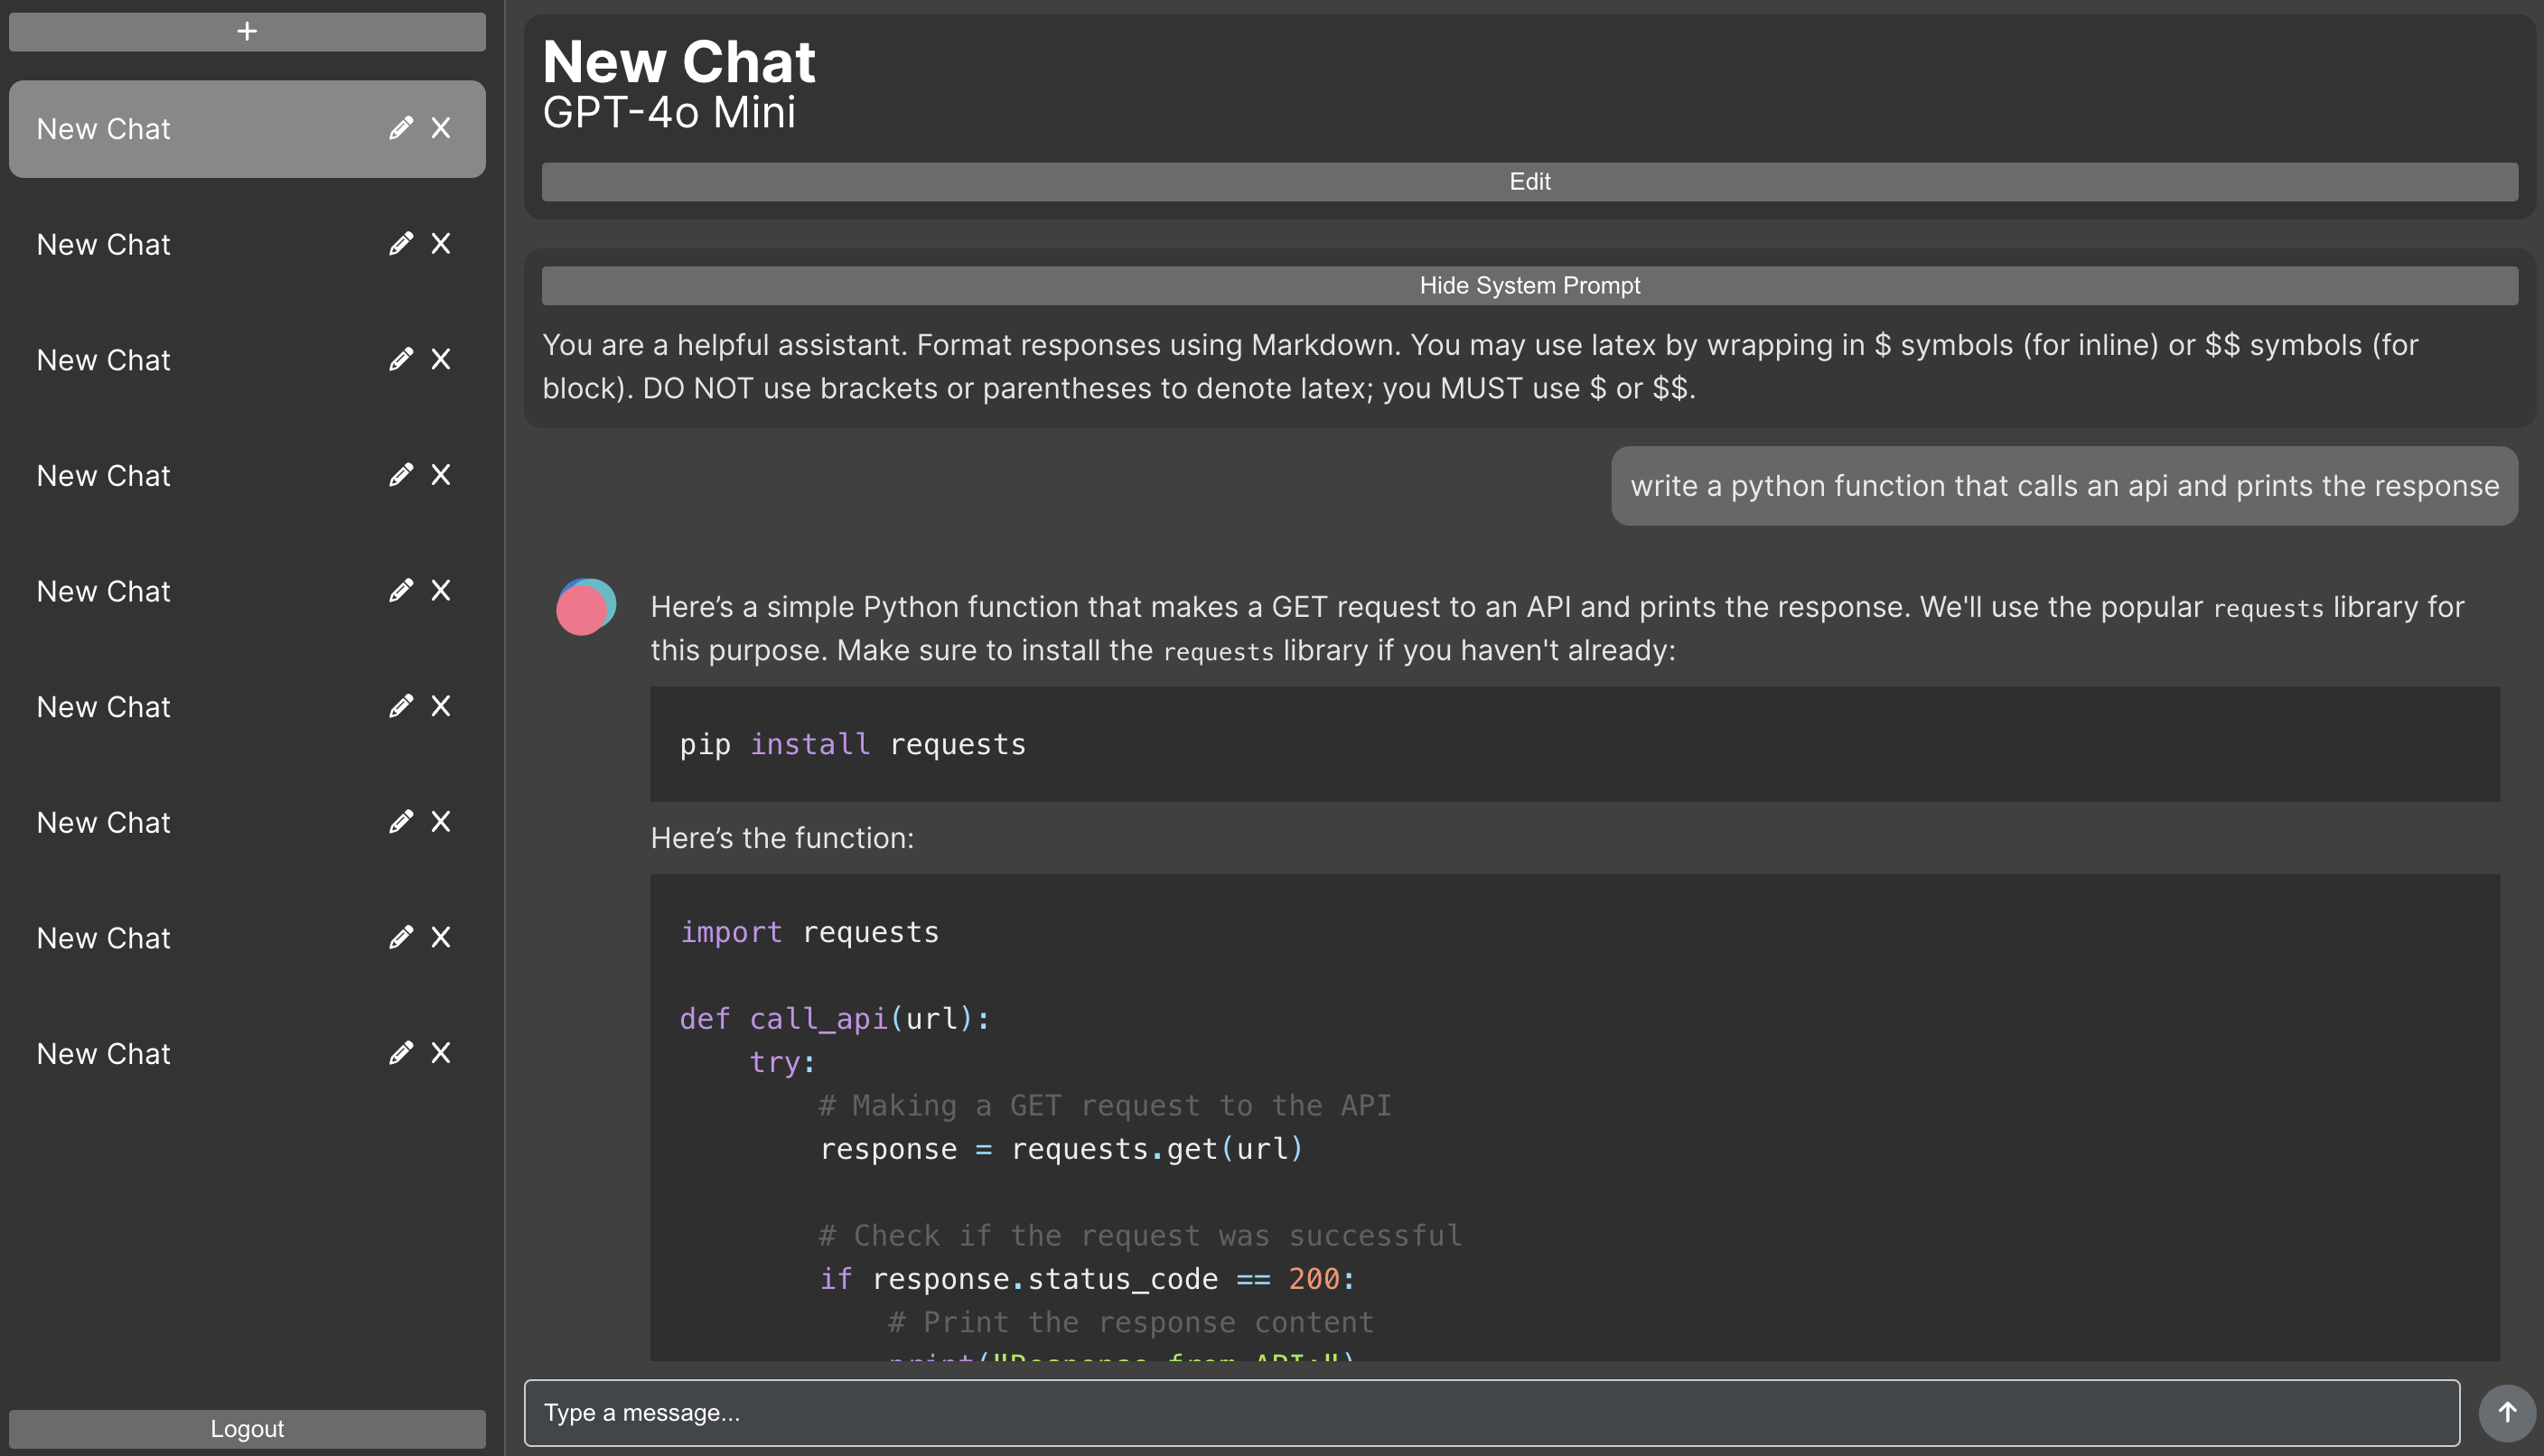 +
New Chat
New Chat
New Chat
New Chat
New Chat
New Chat
New Chat
New Chat
New Chat
Logout
New Chat
GPT-4o Mini
Edit
Hide System Prompt
You are a helpful assistant. Format responses using Markdown. You may use latex by wrapping in $ symbols (for inline) or $$ symbols (for
block). DO NOT use brackets or parentheses to denote latex; you MUST use $ or $$.
write a python function that calls an api and prints the response
Here’s a simple Python function that makes a GET request to an API and prints the response. We'll use the popular requests library for
this purpose. Make sure to install the requests library if you haven't already:
pip install requests
Here’s the function:
import requests
def call_api(url):
    try:
        # Making a GET request to the API
        response = requests.get(url)
        # Check if the request was successful
        if response.status_code == 200:
            # Print the response content
            print("Response from API:")
Type a message...